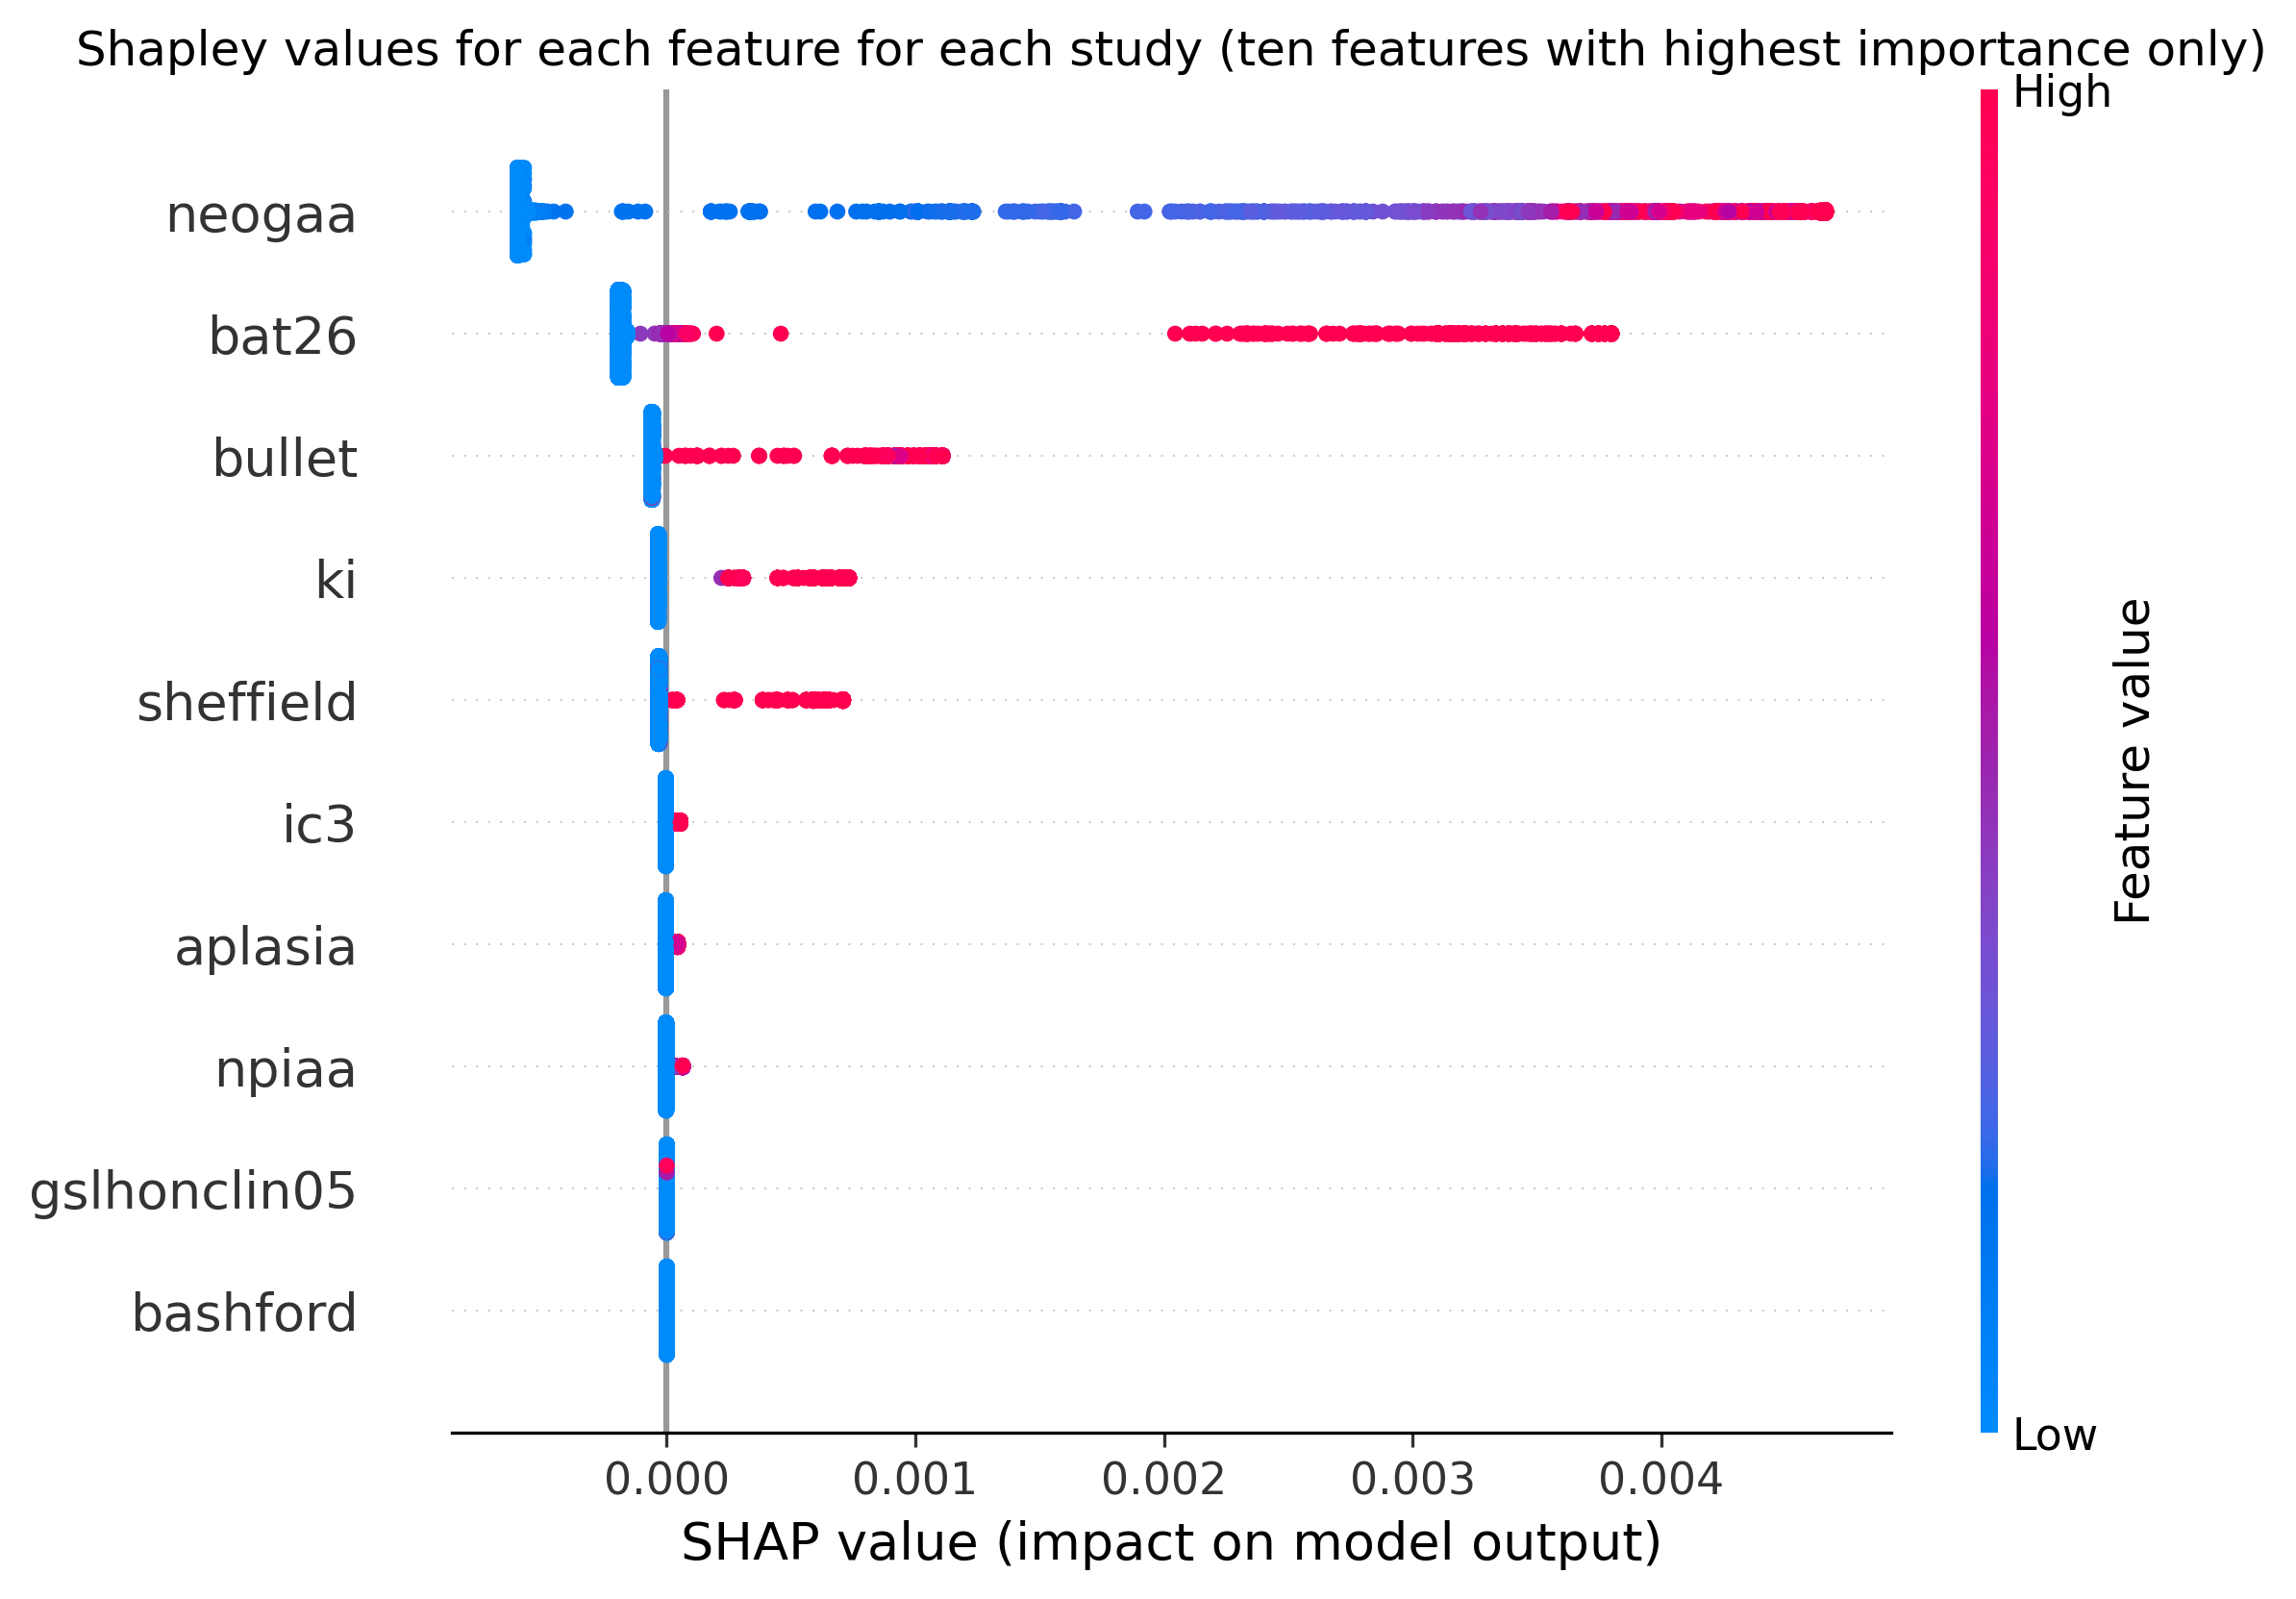 Shapley values for each feature for each study (ten features with highest importance only)
High
neogaa
bat26
bullet
ki
sheffield
ic3
aplasia
npiaa
gslhonclin05
bashford
Feature value
Low
0.000 0.001 0.002 0.003 0.004
SHAP value (impact on model output)